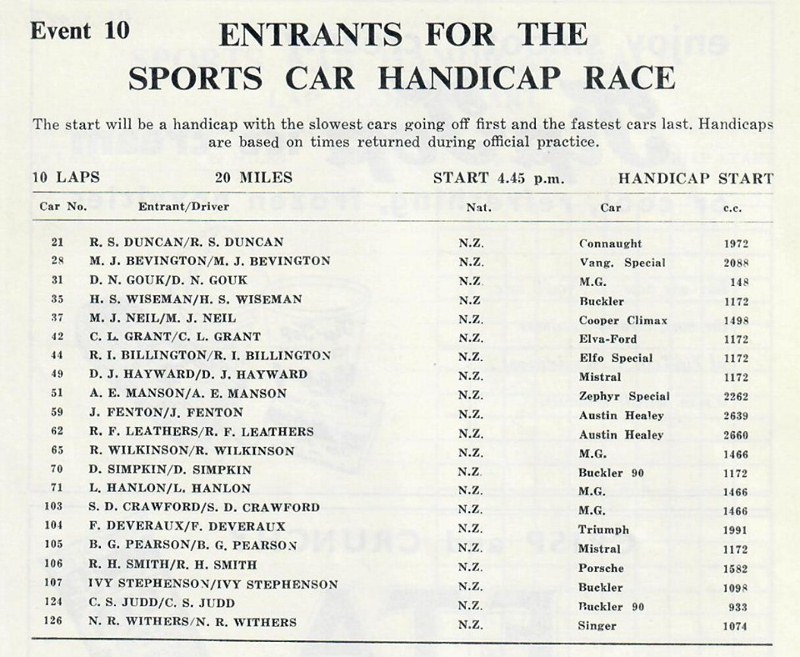 Event 10
ENTRANTS FOR THE
SPORTS CAR HANDICAP RACE
The start will be a handicap with the slowest cars going off first and the fastest cars last. Handicaps
are based on times returned during official practice.
10 LAPS 20 MILES START 4.45 p.m. HANDICAP START
Car No. Entrant/Driver Nat. Car c.c.
21 R. S. DUNCAN/R. S. DUNCAN N.Z. Connaught 1972
28 M. J. BEVINGTON/M. J. BEVINGTON N.Z. Vang. Special 2088
31 D. N. GOUK/D. N. GOUK N.Z. M.G. 148
35 H. S. WISEMAN/H. S. WISEMAN N.Z Buckler 1172
37 M. J. NEIL/M. J. NEIL N.Z. Cooper Climax 1498
42 C. L. GRANT/C. L. GRANT N.Z. Elva-Ford 1172
44 R. I. BILLINGTON/R. I. BILLINGTON N.Z. Elfo Special 1172
49 D. J. HAYWARD/D. J. HAYWARD N.Z. Mistral 1172
51 A. E. MANSON/A. E. MANSON N.Z. Zephyr Special 2262
59 J. FENTON/J. FENTON N.Z. Austin Healey 2639
62 R. F. LEATHERS/R. F. LEATHERS N.Z. Austin Healey 2660
65 R. WILKINSON/R. WILKINSON N.Z. M.G. 1466
70 D. SIMPKIN/D. SIMPKIN N.Z. Buckler 90 1172
71 L. HANLON/L. HANLON N.Z. M.G. 1466
103 S. D. CRAWFORD/S. D. CRAWFORD N.Z. M.G. 1466
104 F. DEVERAUX/F. DEVERAUX N.Z. Triumph 1991
105 B. G. PEARSON/B. G. PEARSON N.Z. Mistral 1172
106 R. H. SMITH/R. H. SMITH N.Z. Porsche 1582
107 IVY STEPHENSON/IVY STEPHENSON N.Z. Buckler 1098
124 C. S. JUDD/C. S. JUDD N.Z. Buckler 90 933
126 N. R. WITHERS/N. R. WITHERS N.Z. Singer 1074